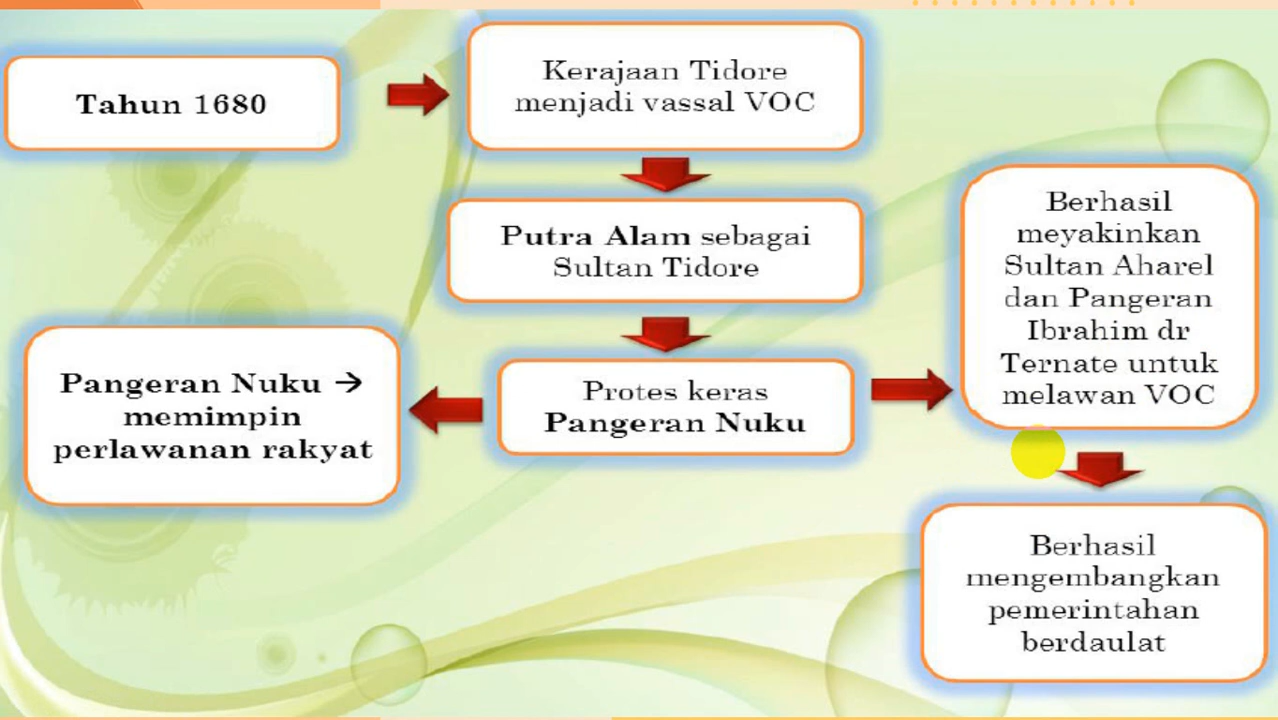 Tahun 1680
Kerajaan Tidore
menjadi vassal VOC
Putra Alam sebagai
Sultan Tidore
Protes keras
Pangeran Nuku
Pangeran Nuku →
memimpin
perlawanan rakyat
Berhasil
meyakinkan
Sultan Aharel
dan Pangeran
Ibrahim dr
Ternate untuk
melawan VOC
Berhasil
mengembangkan
pemerintahan
berdaulat